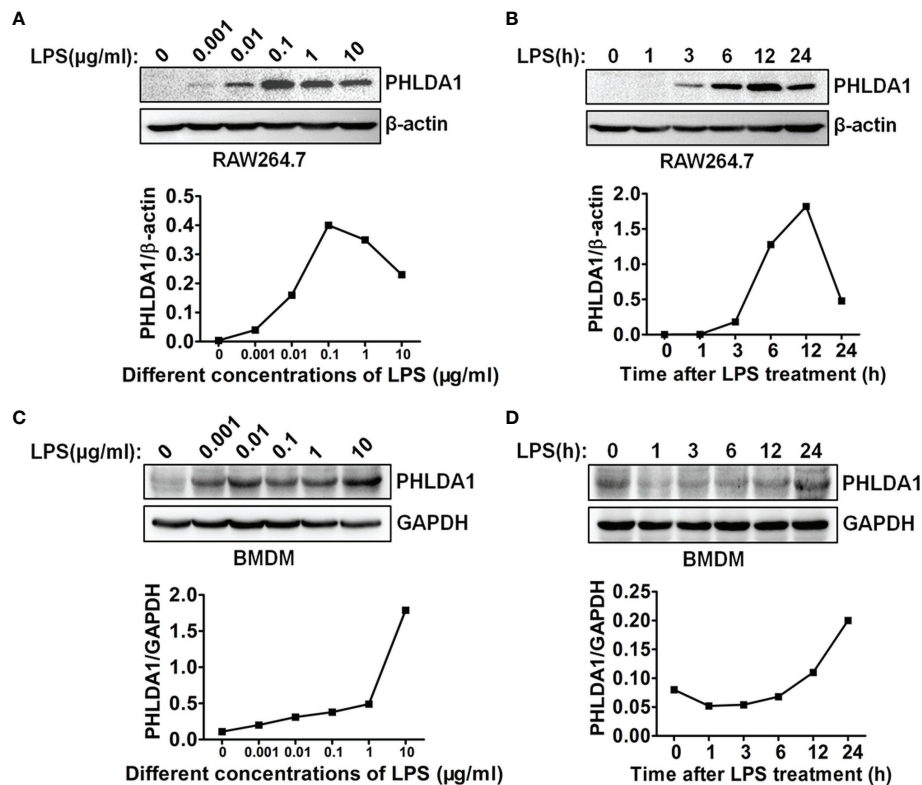 A
LPS(μg/ml): 0 0.001 0.01 0.1 1 10
PHLDA1
β-actin
RAW264.7
PHLDA1/β-actin
0.5
0.4
0.3
0.2
0.1
0.0
0 0.001 0.01 0.1 1 10
Different concentrations of LPS (μg/ml)
B
LPS(h): 0 1 3 6 12 24
PHLDA1
β-actin
RAW264.7
PHLDA1/β-actin
2.0
1.5
1.0
0.5
0.0
0 1 3 6 12 24
Time after LPS treatment (h)
C
LPS(μg/ml): 0 0.001 0.01 0.1 1 10
PHLDA1
GAPDH
BMDM
PHLDA1/GAPDH
2.0
1.5
1.0
0.5
0.0
0 0.001 0.01 0.1 1 10
Different concentrations of LPS (μg/ml)
D
LPS(h): 0 1 3 6 12 24
PHLDA1
GAPDH
BMDM
PHLDA1/GAPDH
0.25
0.20
0.15
0.10
0.05
0.00
0 1 3 6 12 24
Time after LPS treatment (h)